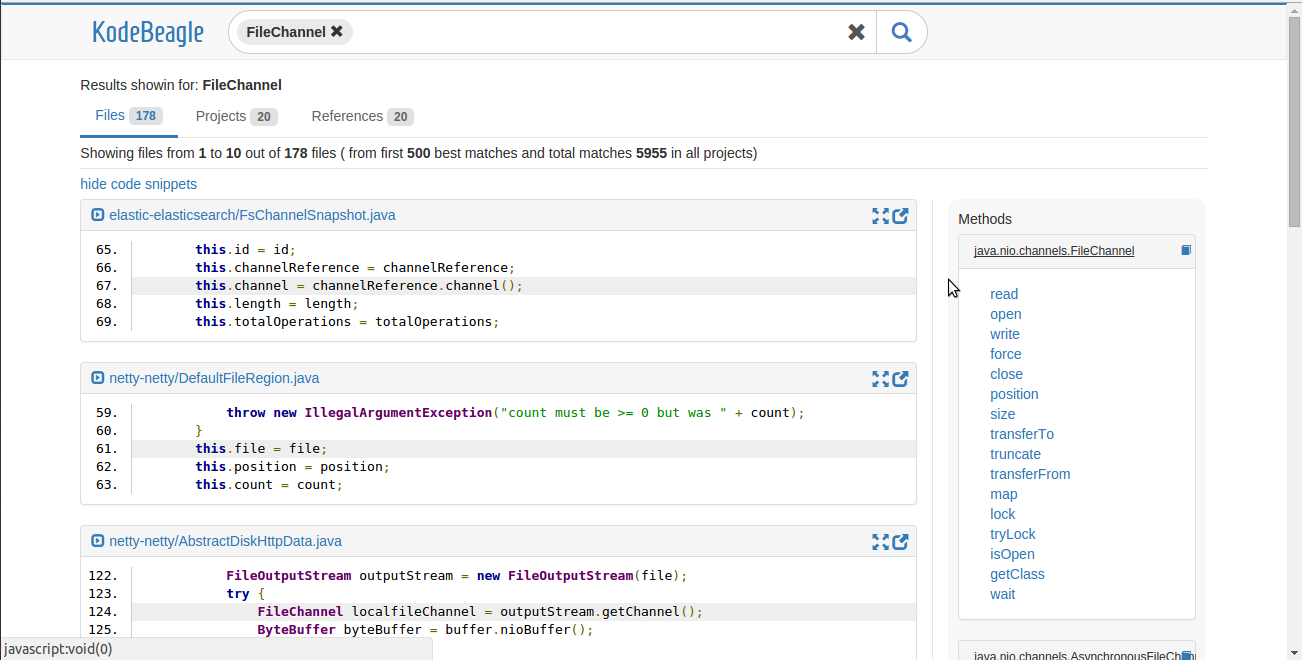 KodeBeagle
FileChannel ✖
Results showin for: FileChannel
Files 178 Projects 20 References 20
Showing files from 1 to 10 out of 178 files ( from first 500 best matches and total matches 5955 in all projects)
hide code snippets
elastic-elasticsearch/FsChannelSnapshot.java
65. this.id = id;
66. this.channelReference = channelReference;
67. this.channel = channelReference.channel();
68. this.length = length;
69. this.totalOperations = totalOperations;
netty-netty/DefaultFileRegion.java
59. throw new IllegalArgumentException("count must be >= 0 but was " + count);
60. }
61. this.file = file;
62. this.position = position;
63. this.count = count;
netty-netty/AbstractDiskHttpData.java
122. FileOutputStream outputStream = new FileOutputStream(file);
123. try {
124. FileChannel localfileChannel = outputStream.getChannel();
125. ByteBuffer byteBuffer = buffer.nioBuffer();
javascript:void(0)
Methods
java.nio.channels.FileChannel
read
open
write
force
close
position
size
transferTo
truncate
transferFrom
map
lock
tryLock
isOpen
getClass
wait